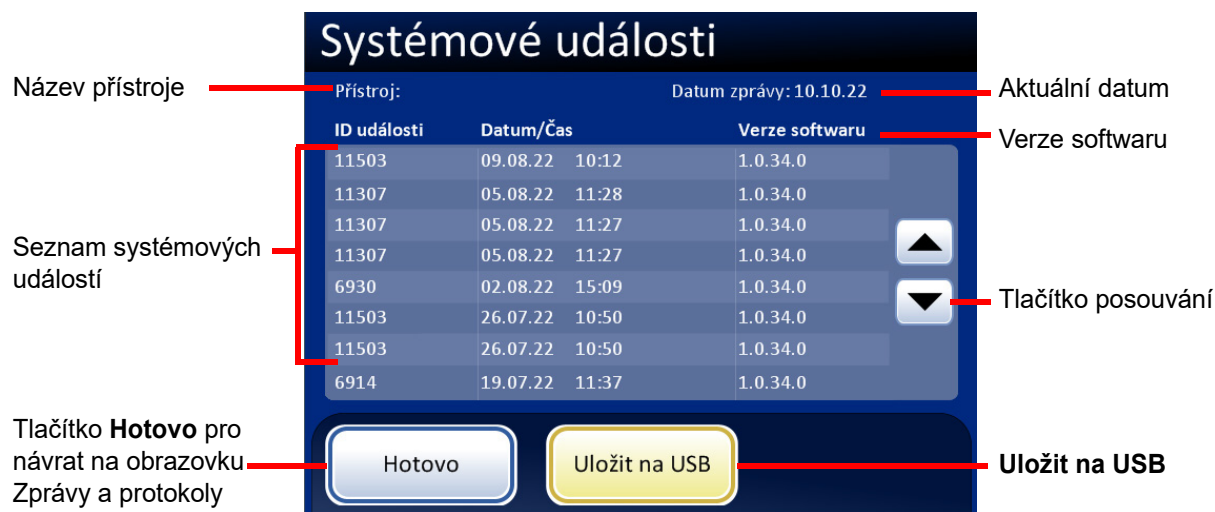 Systémové události
Název přístroje
Přístroj:
Datum zprávy: 10.10.22
Aktuální datum
ID události Datum/Čas Verze softwaru
Verze softwaru
11503 09.08.22 10:12 1.0.34.0
11307 05.08.22 11:28 1.0.34.0
11307 05.08.22 11:27 1.0.34.0
11307 05.08.22 11:27 1.0.34.0
6930 02.08.22 15:09 1.0.34.0
11503 26.07.22 10:50 1.0.34.0
11503 26.07.22 10:50 1.0.34.0
6914 19.07.22 11:37 1.0.34.0
Seznam systémových
událostí
Tlačítko posouvání
Tlačítko Hotovo pro
návrat na obrazovku
Zprávy a protokoly
Hotovo
Uložit na USB
Uložit na USB